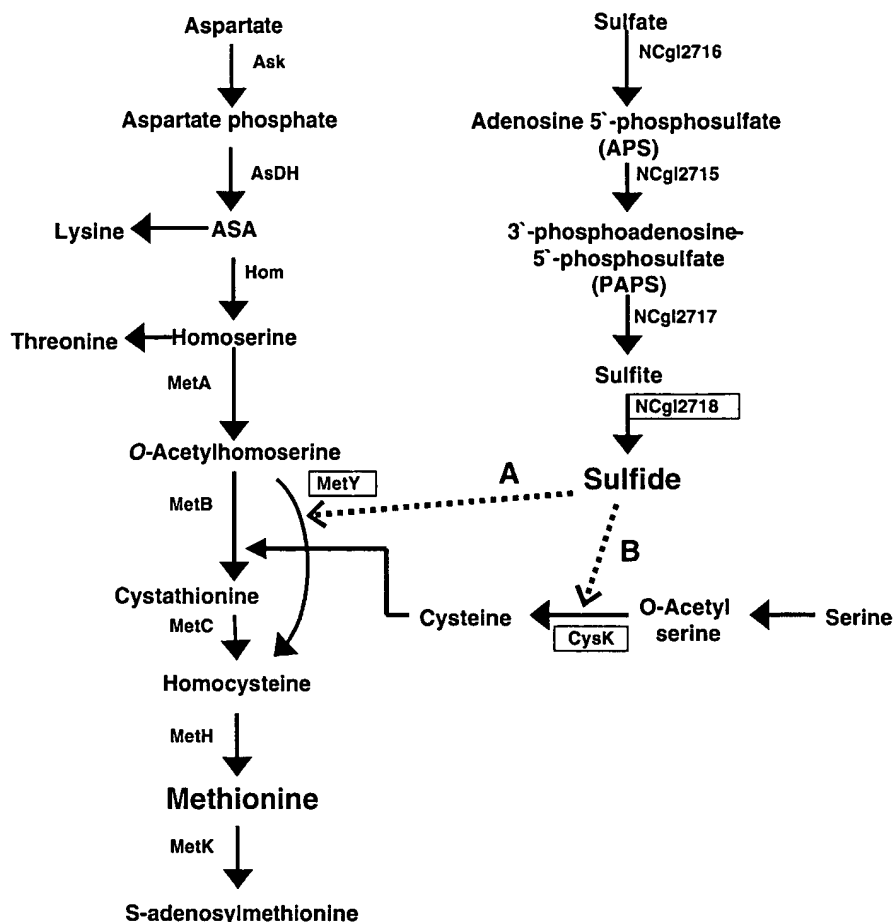 Aspartate
Ask
Aspartate phosphate
AsDH
Lysine
ASA
Hom
Threonine
Homoserine
MetA
O-Acetylhomoserine
MetB
MetY
Cystathionine
MetC
Homocysteine
MetH
Methionine
MetK
S-adenosylmethionine
Sulfate
NCgl2716
Adenosine 5`-phosphosulfate
(APS)
NCgl2715
3`-phosphoadenosine-
5`-phosphosulfate
(PAPS)
NCgl2717
Sulfite
NCgl2718
Sulfide
A
B
Cysteine
CysK
O-Acetyl
serine
Serine